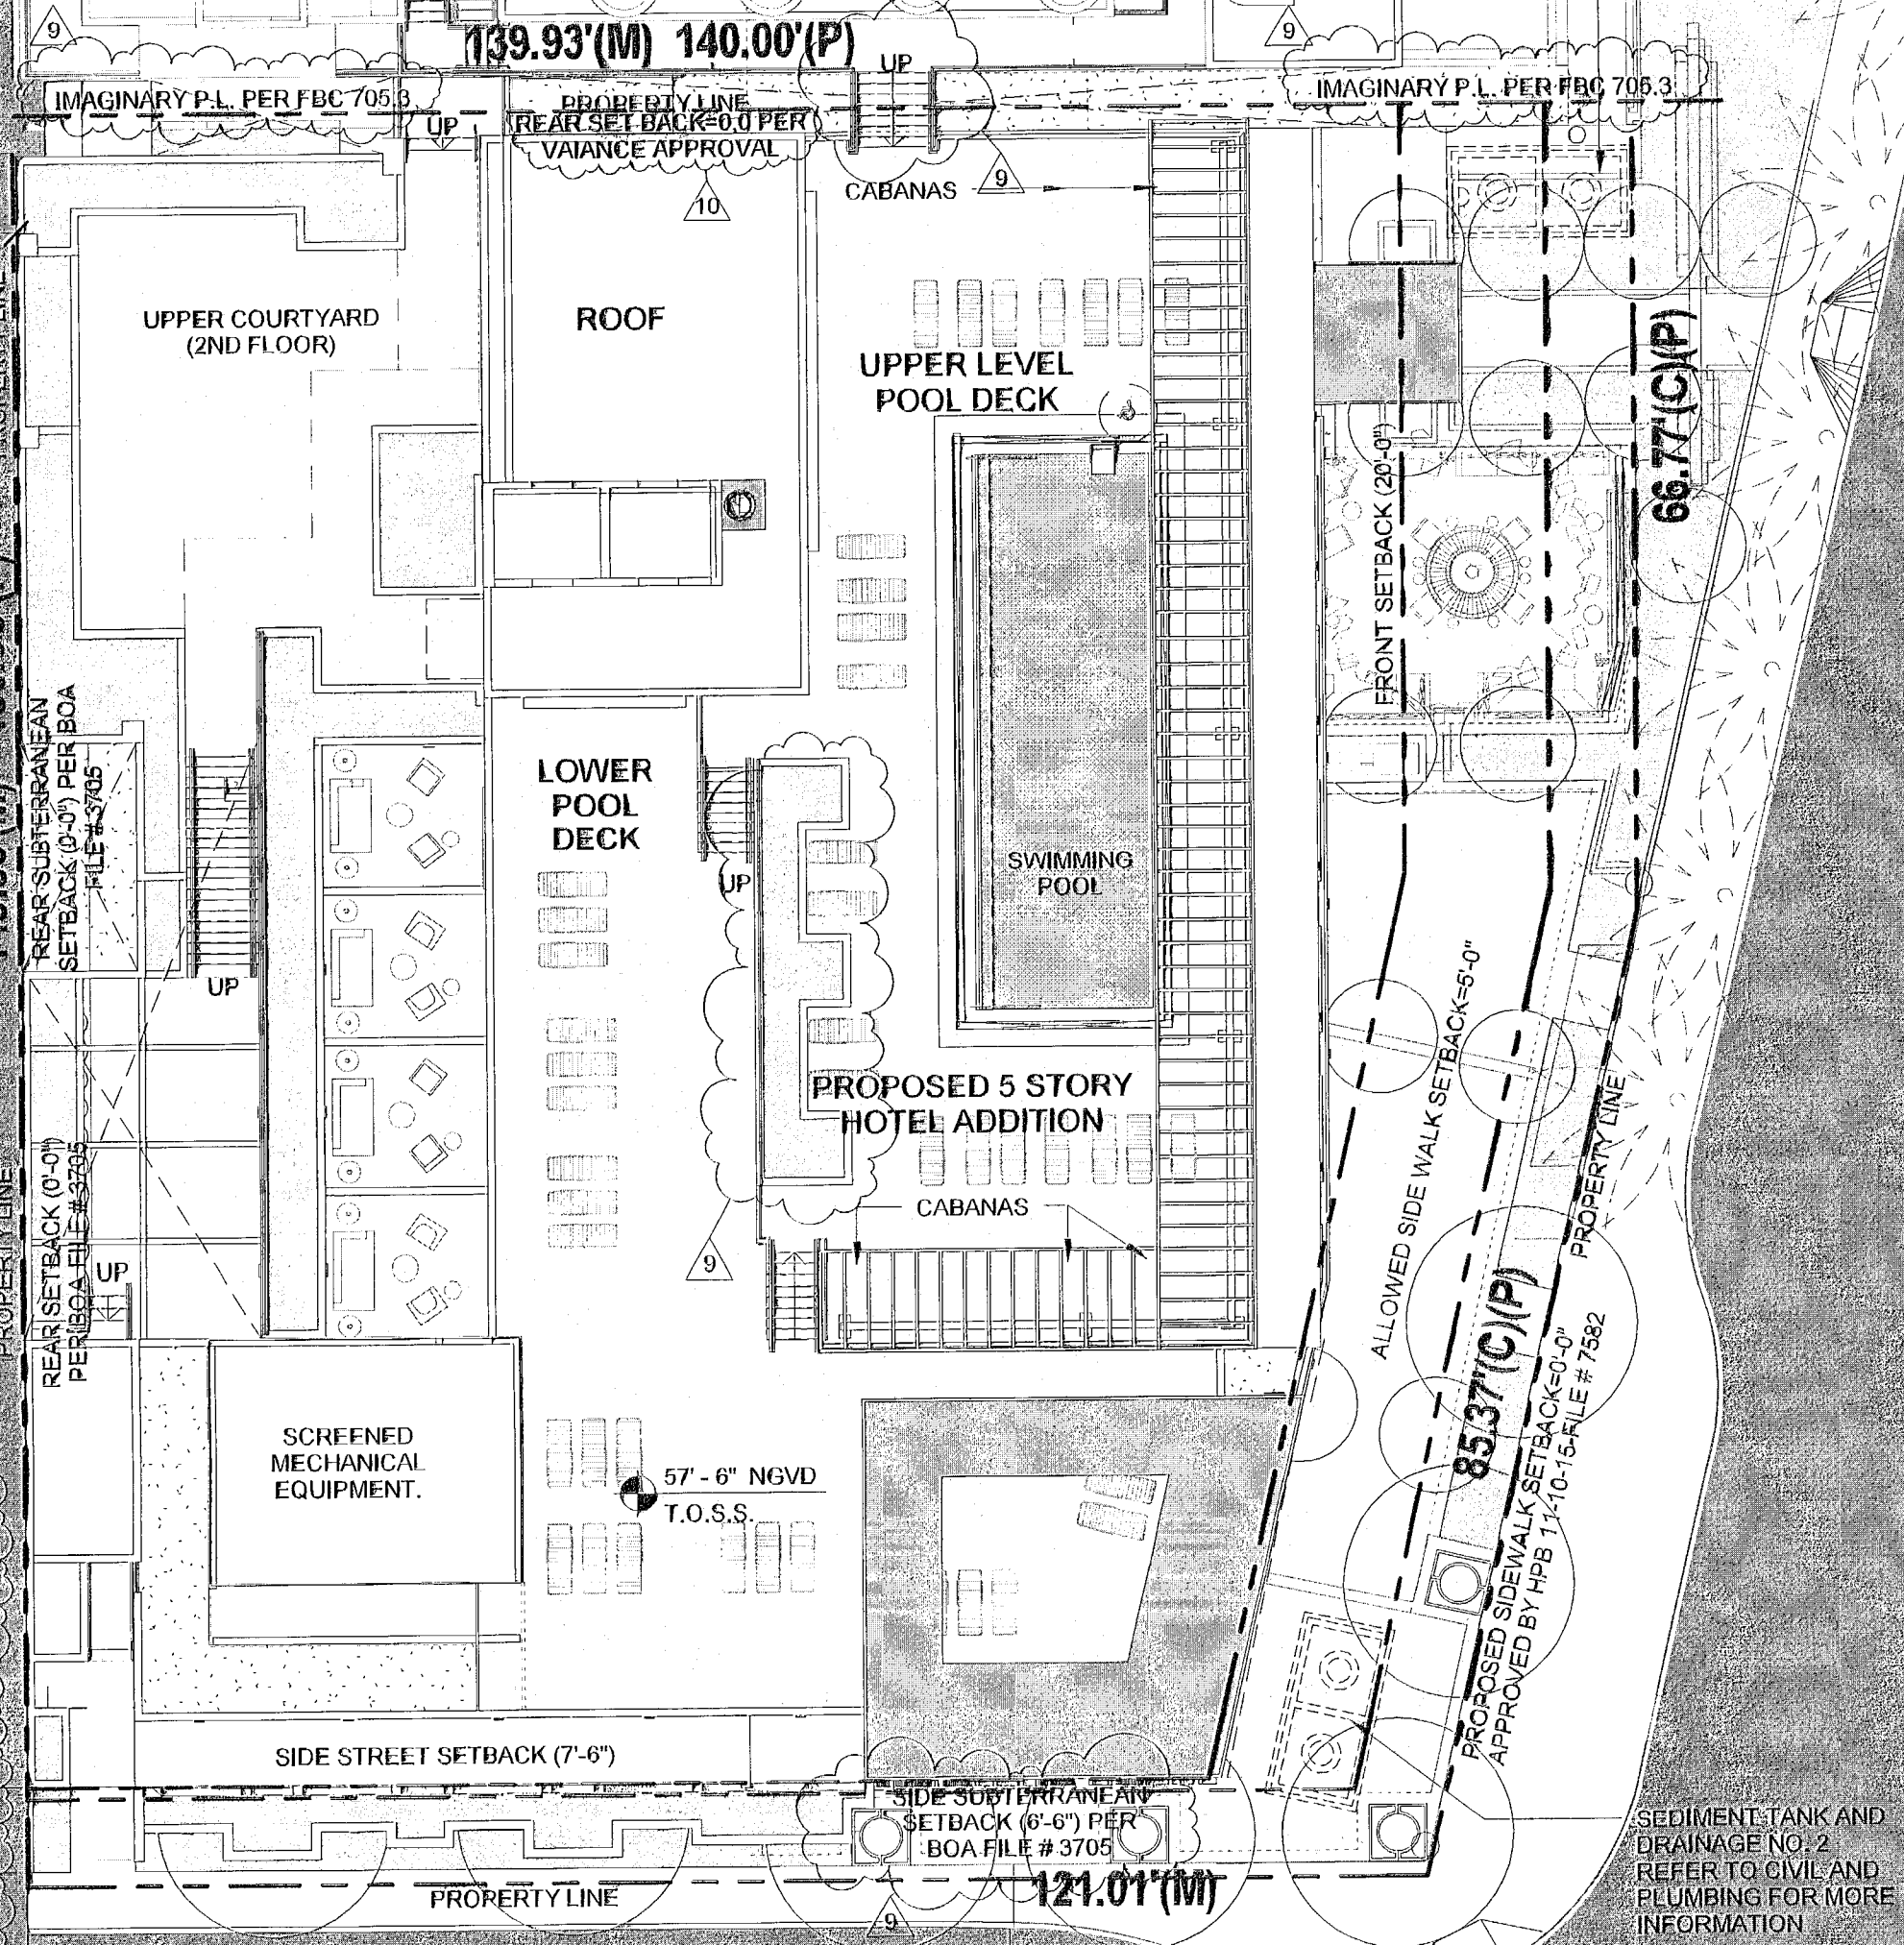 9
139.93'(M) 140.00'(P)
9
UP
IMAGINARY P.L. PER FBC 705.3
IMAGINARY P.L. PER FBC 705.3
UP
PROPERTY LINE
REAR SET BACK=0.0 PER
VAIANCE APPROVAL
10
CABANAS
9
UPPER COURTYARD
(2ND FLOOR)
ROOF
UPPER LEVEL
POOL DECK
66.77'(C)(P)
FRONT SETBACK (20'-0")
REAR SUBTERRANEAN
SETBACK (0'-0") PER BOA
FILE # 3705
LOWER
POOL
DECK
UP
SWIMMING
POOL
UP
PROPOSED 5 STORY
HOTEL ADDITION
ALLOWED SIDE WALK SETBACK=5'-0"
PROPERTY LINE
CABANAS
9
PROPERTY LINE
REAR SETBACK (0'-0")
PER BOA FILE # 3705
UP
85.37'(C)(P)
SCREENED
MECHANICAL
EQUIPMENT.
57' - 6" NGVD
T.O.S.S.
PROPOSED SIDEWALK SETBACK=0'-0"
APPROVED BY HPB 11-10-15-FILE # 7582
SIDE STREET SETBACK (7'-6")
SIDE SUBTERRANEAN
SETBACK (6'-6") PER
BOA FILE # 3705
PROPERTY LINE
121.01'(M)
9
SEDIMENT TANK AND
DRAINAGE NO. 2
REFER TO CIVIL AND
PLUMBING FOR MORE
INFORMATION